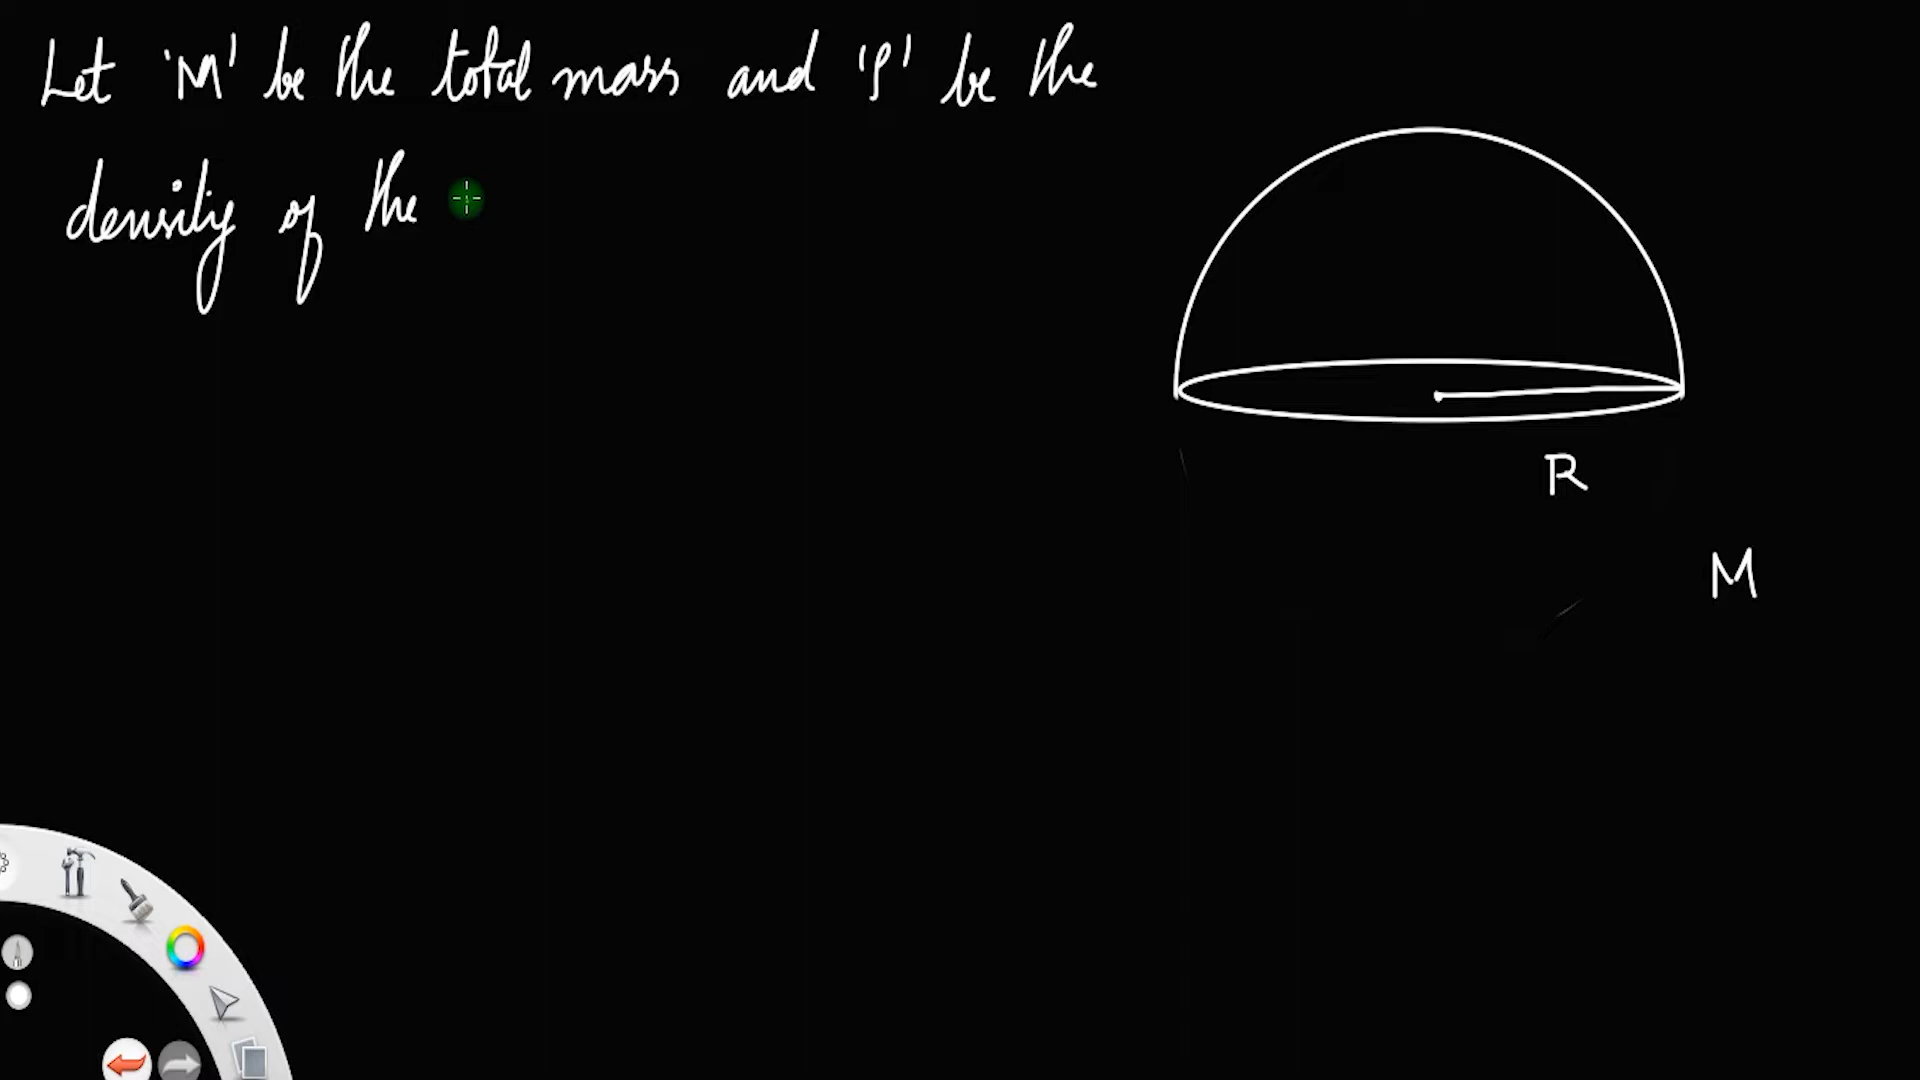 Let 'M' be the total mass and 'ρ' be the
density of the
R
M